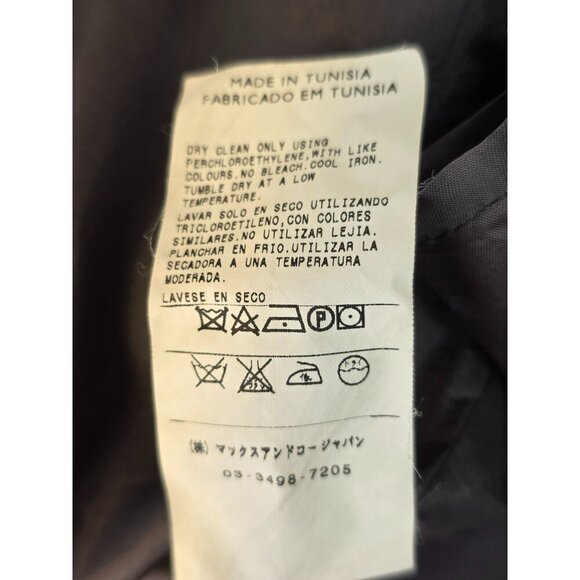 MADE IN TUNISIA
FABRICADO EM TUNISIA
DRY CLEAN ONLY USING
PERCHLOROETHYLENE,WITH LIKE
COLOURS.NO BLEACH.COOL IRON.
TUMBLE DRY AT A LOW
TEMPERATURE.
LAVAR SOLO EN SECO UTILIZANDO
TRICLOROETILENO,CON COLORES
SIMILARES.NO UTILIZAR LEJIA.
PLANCHAR EN FRIO.UTILIZAR LA
SECADORA A UNA TEMPERATURA
MODERADA.
LAVESE EN SECO
P
(株) マックスアンドコージャパン
03-3498-7205